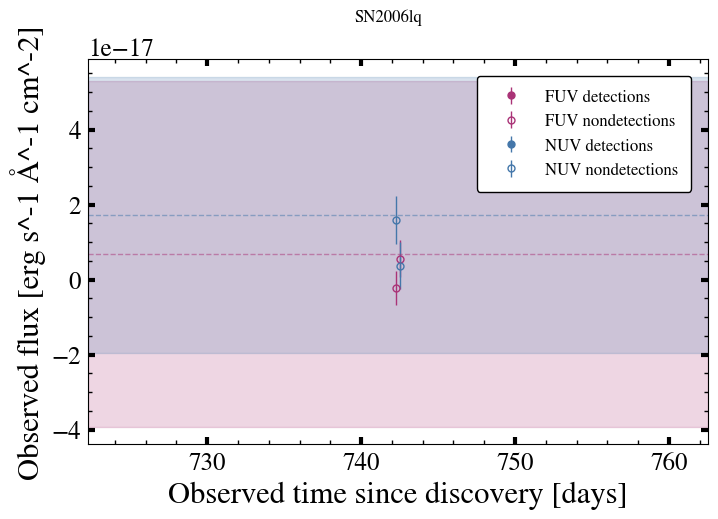 SN2006lq
1e−17
Observed flux [erg s^-1 Å^-1 cm^-2]
4
2
0
−2
−4
FUV detections
FUV nondetections
NUV detections
NUV nondetections
730 740 750 760
Observed time since discovery [days]